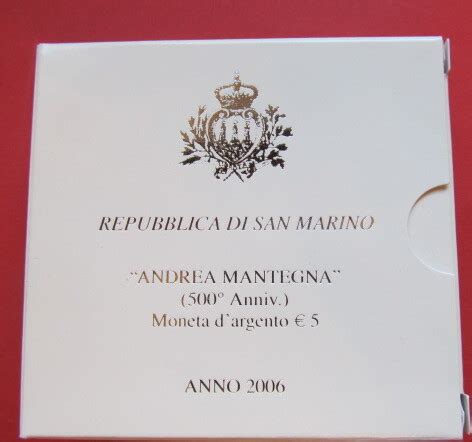 REPUBBLICA DI SAN MARINO
"ANDREA MANTEGNA"
(500° Anniv.)
Moneta d'argento € 5
ANNO 2006